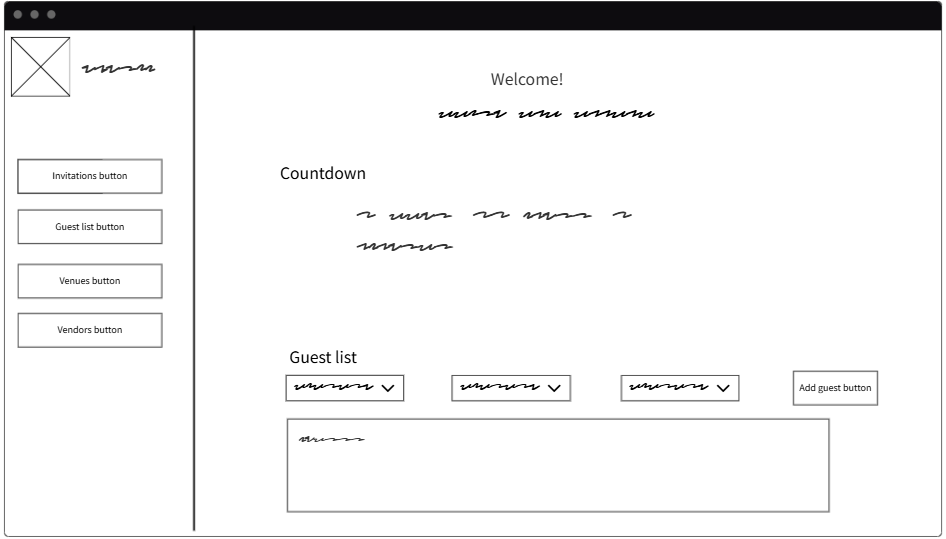 Welcome!
Countdown
Invitations button
Guest list button
Venues button
Vendors button
Guest list
Add guest button